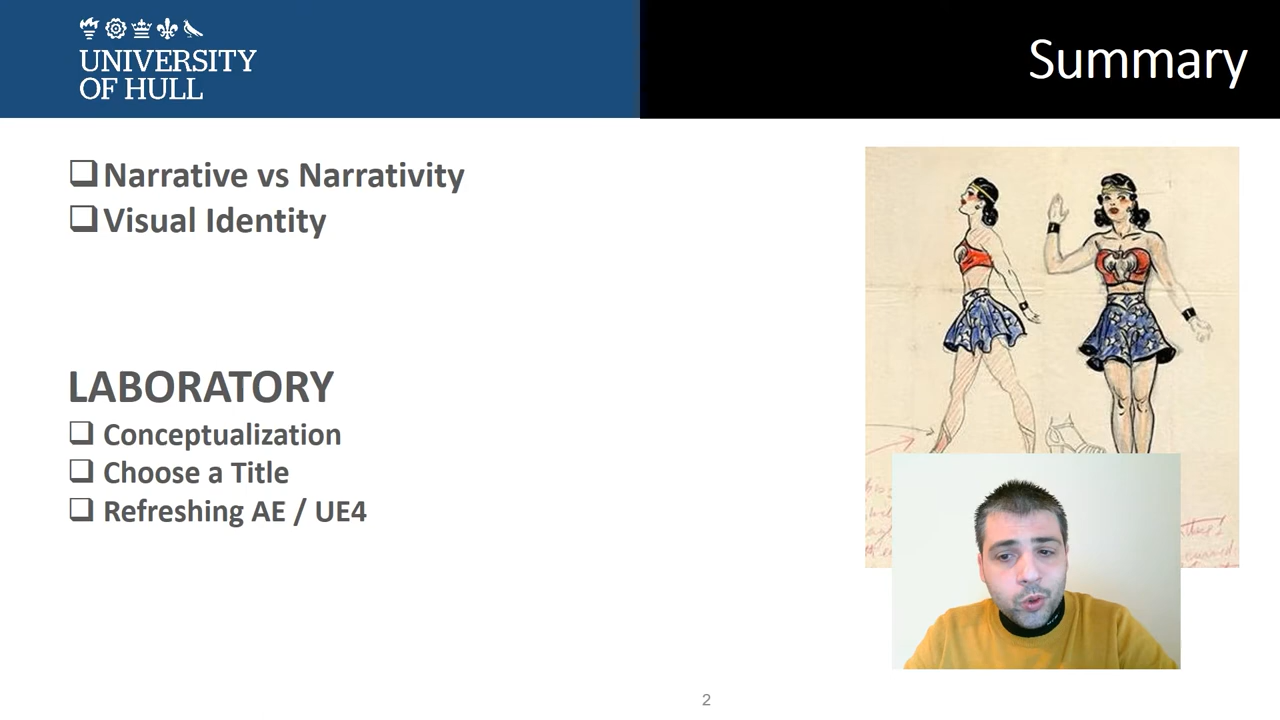 UNIVERSITY
OF HULL
Summary
❑ Narrative vs Narrativity
❑ Visual Identity
LABORATORY
❑ Conceptualization
❑ Choose a Title
❑ Refreshing AE / UE4
2